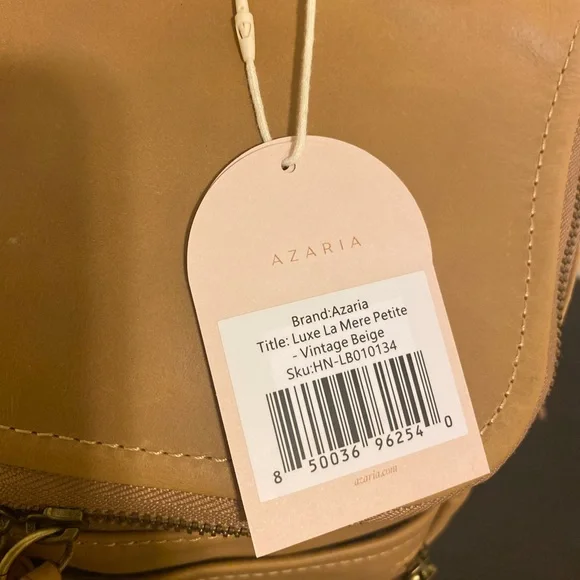 AZARIA
Brand:Azaria
Title: Luxe La Mere Petite
- Vintage Beige
Sku:HN-LB010134
8 50036 96254 0
azaria.com